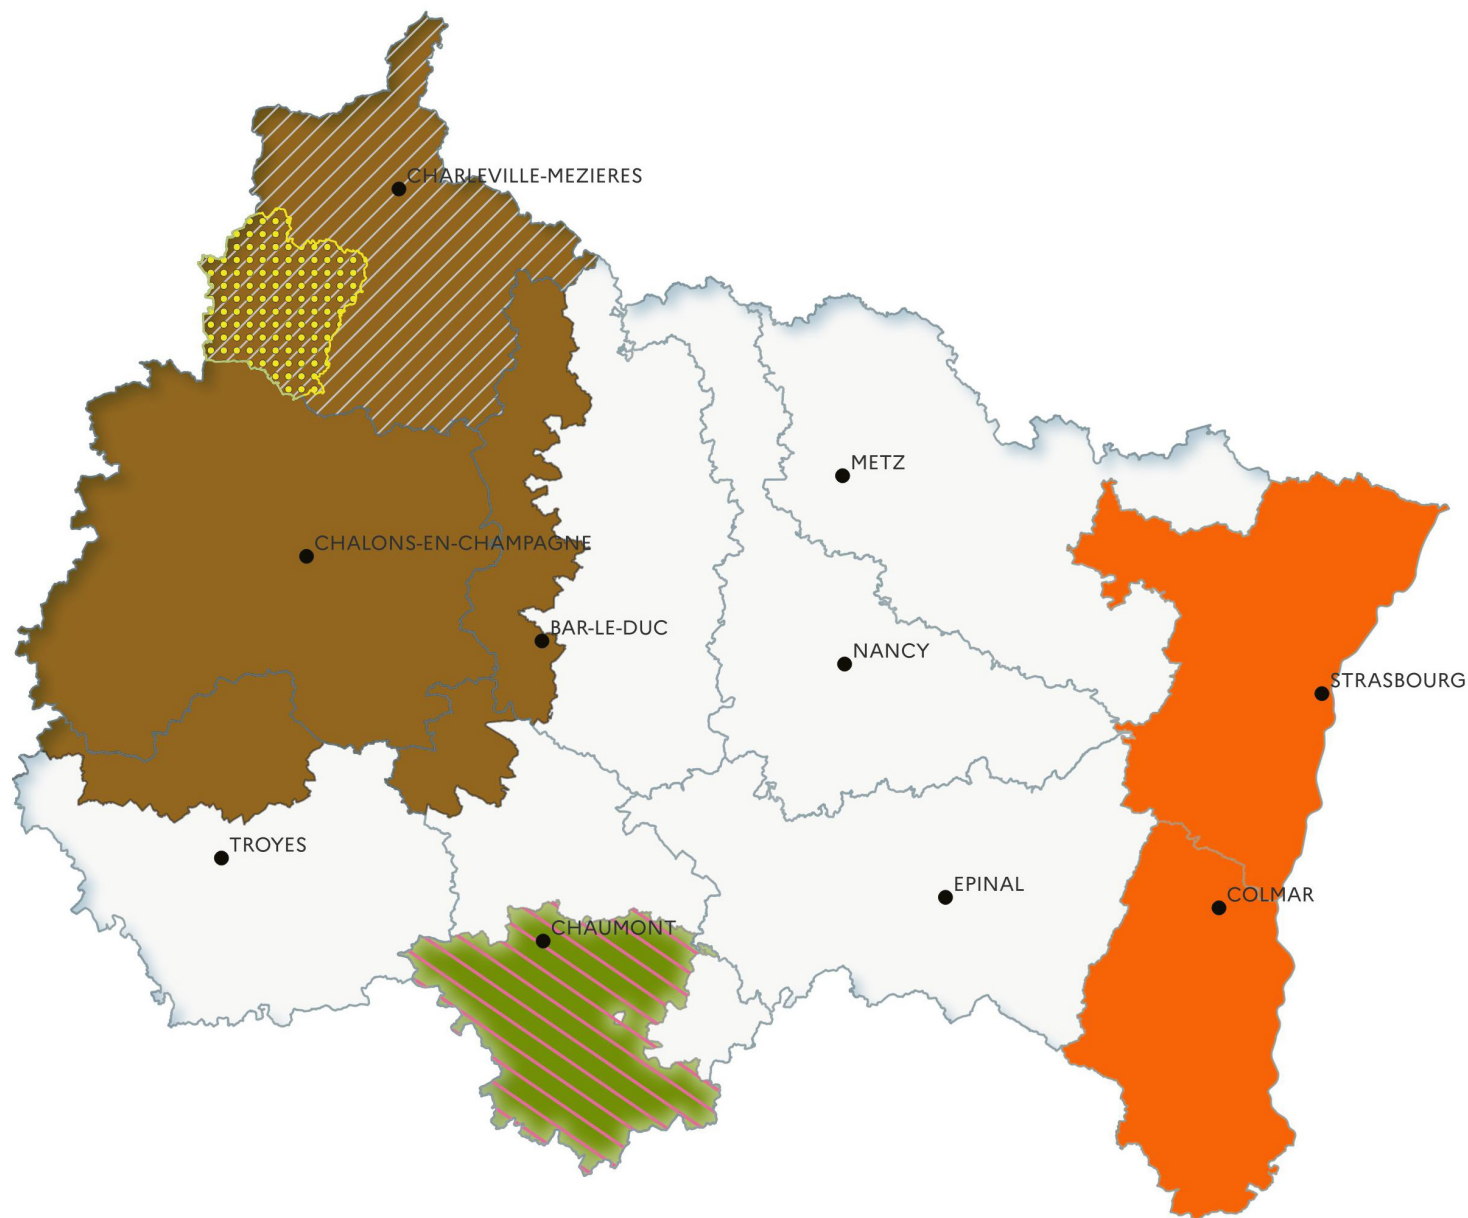 CHARLEVILLE-MEZIERES
METZ
CHALONS-EN-CHAMPAGNE
BAR-LE-DUC
NANCY
STRASBOURG
TROYES
EPINAL
COLMAR
CHAUMONT